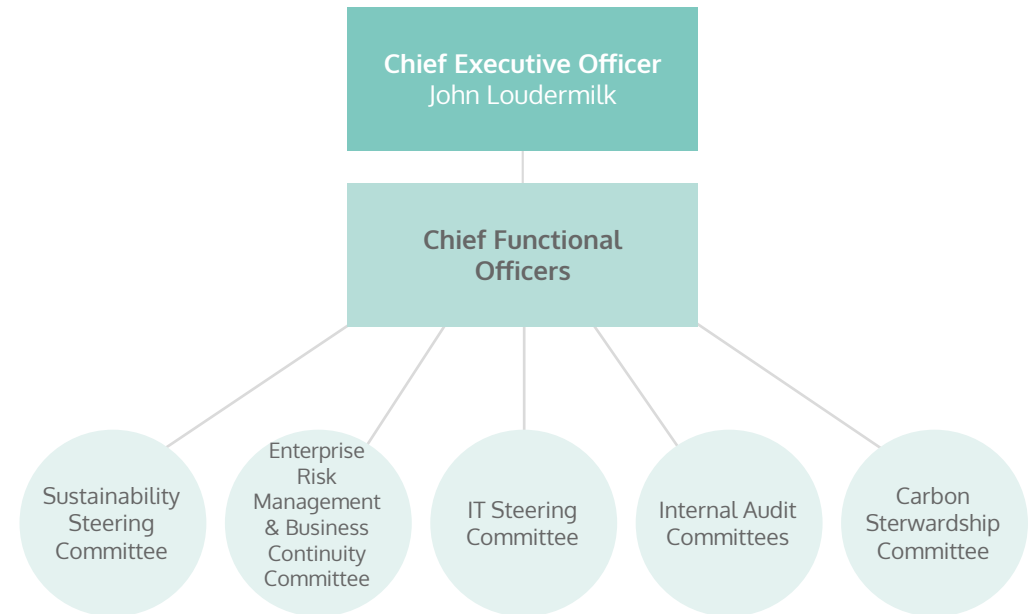 Chief Executive Officer
John Loudermilk
Chief Functional
Officers
Sustainability
Steering
Committee
Enterprise
Risk
Management
& Business
Continuity
Committee
IT Steering
Committee
Internal Audit
Committees
Carbon
Sterwardship
Committee